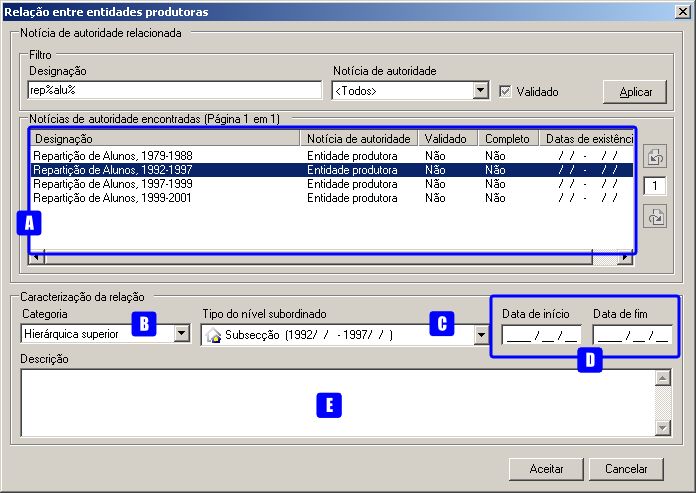 Relação entre entidades produtoras
Notícia de autoridade relacionada
Filtro
Designação Notícia de autoridade
rep%alu% <Todos> Validado Aplicar
Notícias de autoridade encontradas (Página 1 em 1)
Designação Notícia de autoridade Validado Completo Datas de existênci
Repartição de Alunos, 1979-1988 Entidade produtora Não Não / / - / /
Repartição de Alunos, 1992-1997 Entidade produtora Não Não / / - / /
Repartição de Alunos, 1997-1999 Entidade produtora Não Não / / - / /
Repartição de Alunos, 1999-2001 Entidade produtora Não Não / / - / /
1
A
Caracterização da relação
Categoria B Tipo do nível subordinado C Data de início Data de fim
Hierárquica superior Subsecção (1992/ / - 1997/ / ) ____ /__ /__ ____ /__ /__
D
Descrição
E
Aceitar Cancelar